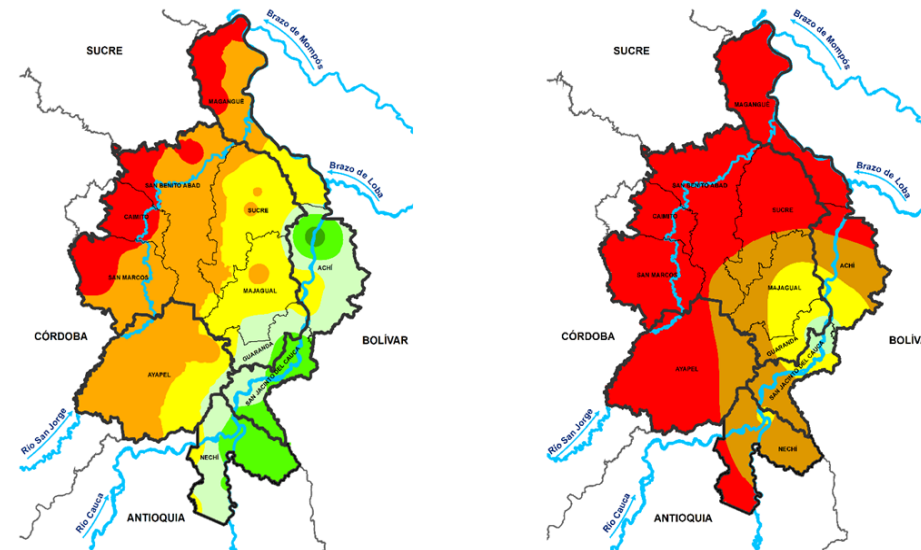 SUCRE
Brazo de Mompós
MAGANGUÉ
Brazo de Loba
SAN BENITO ABAD
CAIMITO
SUCRE
SAN MARCOS
ACHÍ
MAJAGUAL
CÓRDOBA
BOLÍVAR
GUARANDA
AYAPEL
SAN JACINTO DEL CAUCA
Río San Jorge
NECHÍ
Río Cauca
ANTIOQUIA
SUCRE
Brazo de Mompós
MAGANGUÉ
Brazo de Loba
SAN BENITO ABAD
CAIMITO
SUCRE
SAN MARCOS
ACHÍ
MAJAGUAL
CÓRDOBA
BOLÍVA
GUARANDA
AYAPEL
SAN JACINTO DEL CAUCA
Río San Jorge
NECHÍ
Río Cauca
ANTIOQUIA